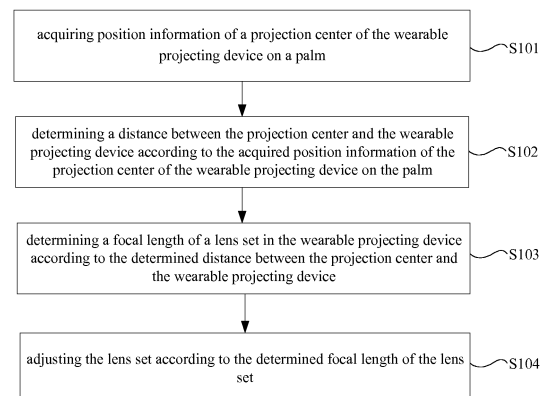 acquiring position information of a projection center of the wearable
projecting device on a palm
S101
determining a distance between the projection center and the wearable
projecting device according to the acquired position information of the
projection center of the wearable projecting device on the palm
S102
determining a focal length of a lens set in the wearable projecting device
according to the determined distance between the projection center and
the wearable projecting device
S103
adjusting the lens set according to the determined focal length of the lens
set
S104